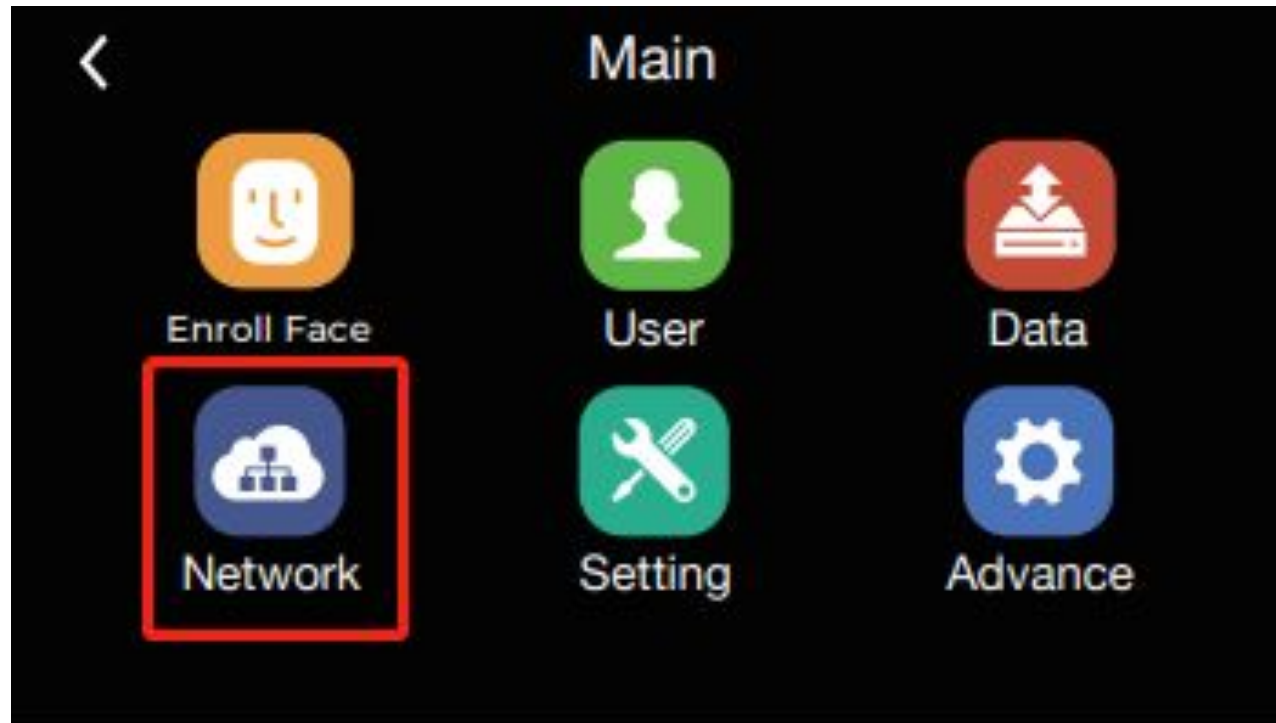 Main
Enroll Face
User
Data
Network
Setting
Advance